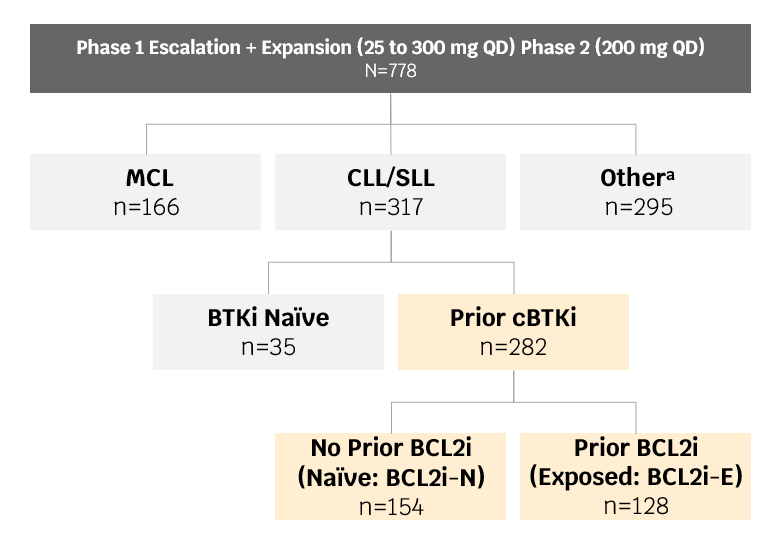 Phase 1 Escalation + Expansion (25 to 300 mg QD) Phase 2 (200 mg QD)
N=778
MCL
n=166
CLL/SLL
n=317
Otherᵃ
n=295
BTKi Naïve
n=35
Prior cBTKi
n=282
No Prior BCL2i
(Naïve: BCL2i-N)
n=154
Prior BCL2i
(Exposed: BCL2i-E)
n=128